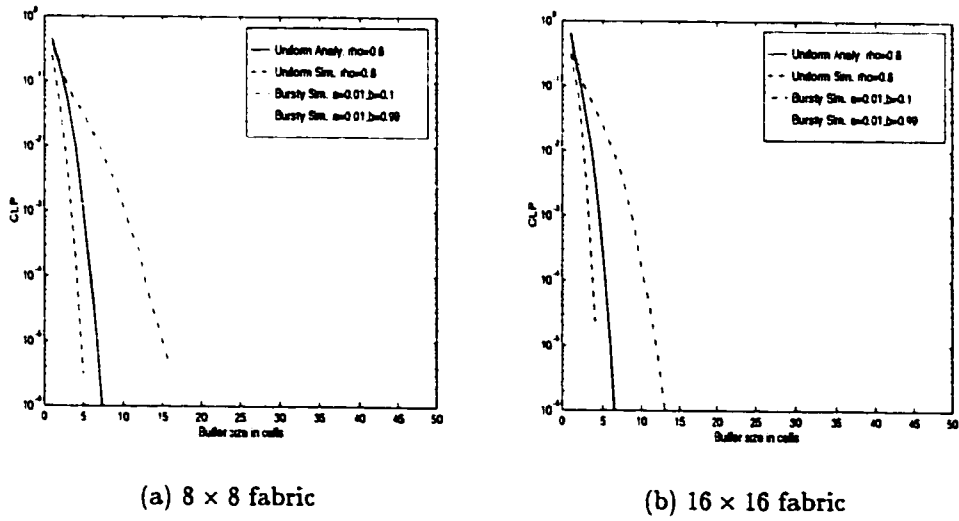 10^0
10^-1
10^-2
10^-3
10^-4
10^-5
10^-6
CLP
0 5 10 15 20 25 30 35 40 45 50
Buffer size in cells
Uniform Analy. rho=0.8
Uniform Sim. rho=0.8
Bursty Sim. a=0.01,b=0.1
Bursty Sim. a=0.01,b=0.99
(a) 8 × 8 fabric
10^0
10^-1
10^-2
10^-3
10^-4
10^-5
10^-6
CLP
0 5 10 15 20 25 30 35 40 45 50
Buffer size in cells
Uniform Analy. rho=0.8
Uniform Sim. rho=0.8
Bursty Sim. a=0.01,b=0.1
Bursty Sim. a=0.01,b=0.99
(b) 16 × 16 fabric